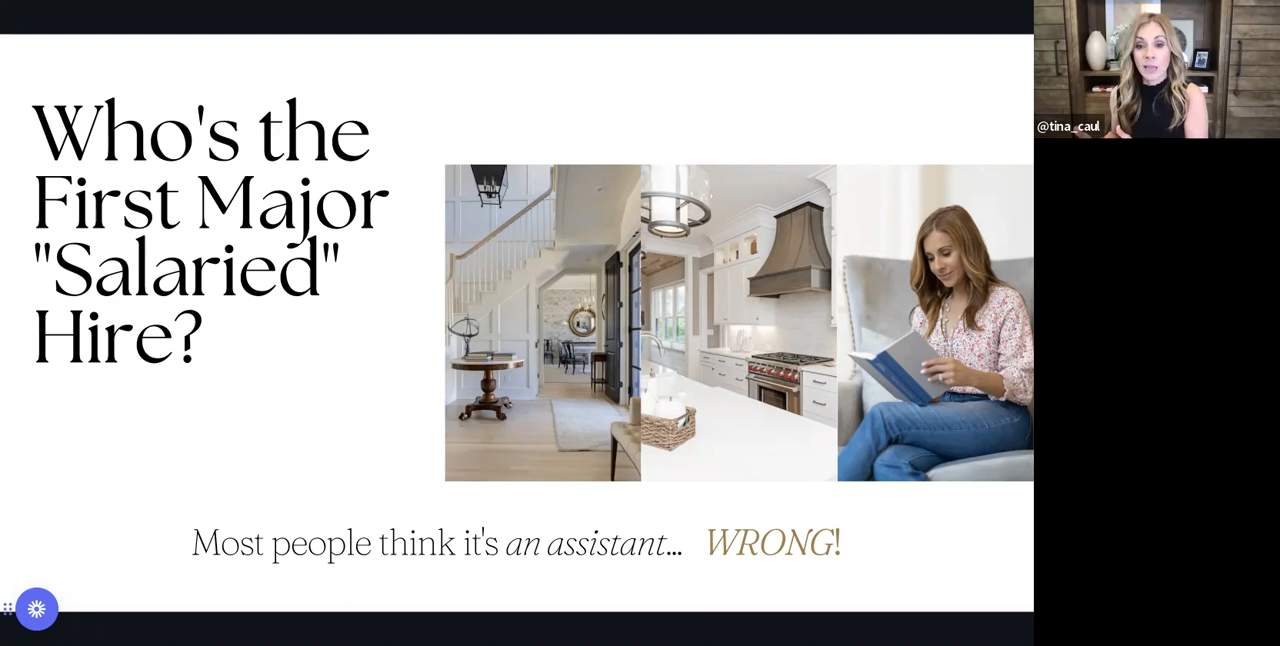 Who's the
First Major
"Salaried"
Hire?
Most people think it's an assistant... WRONG!
@tina_caul